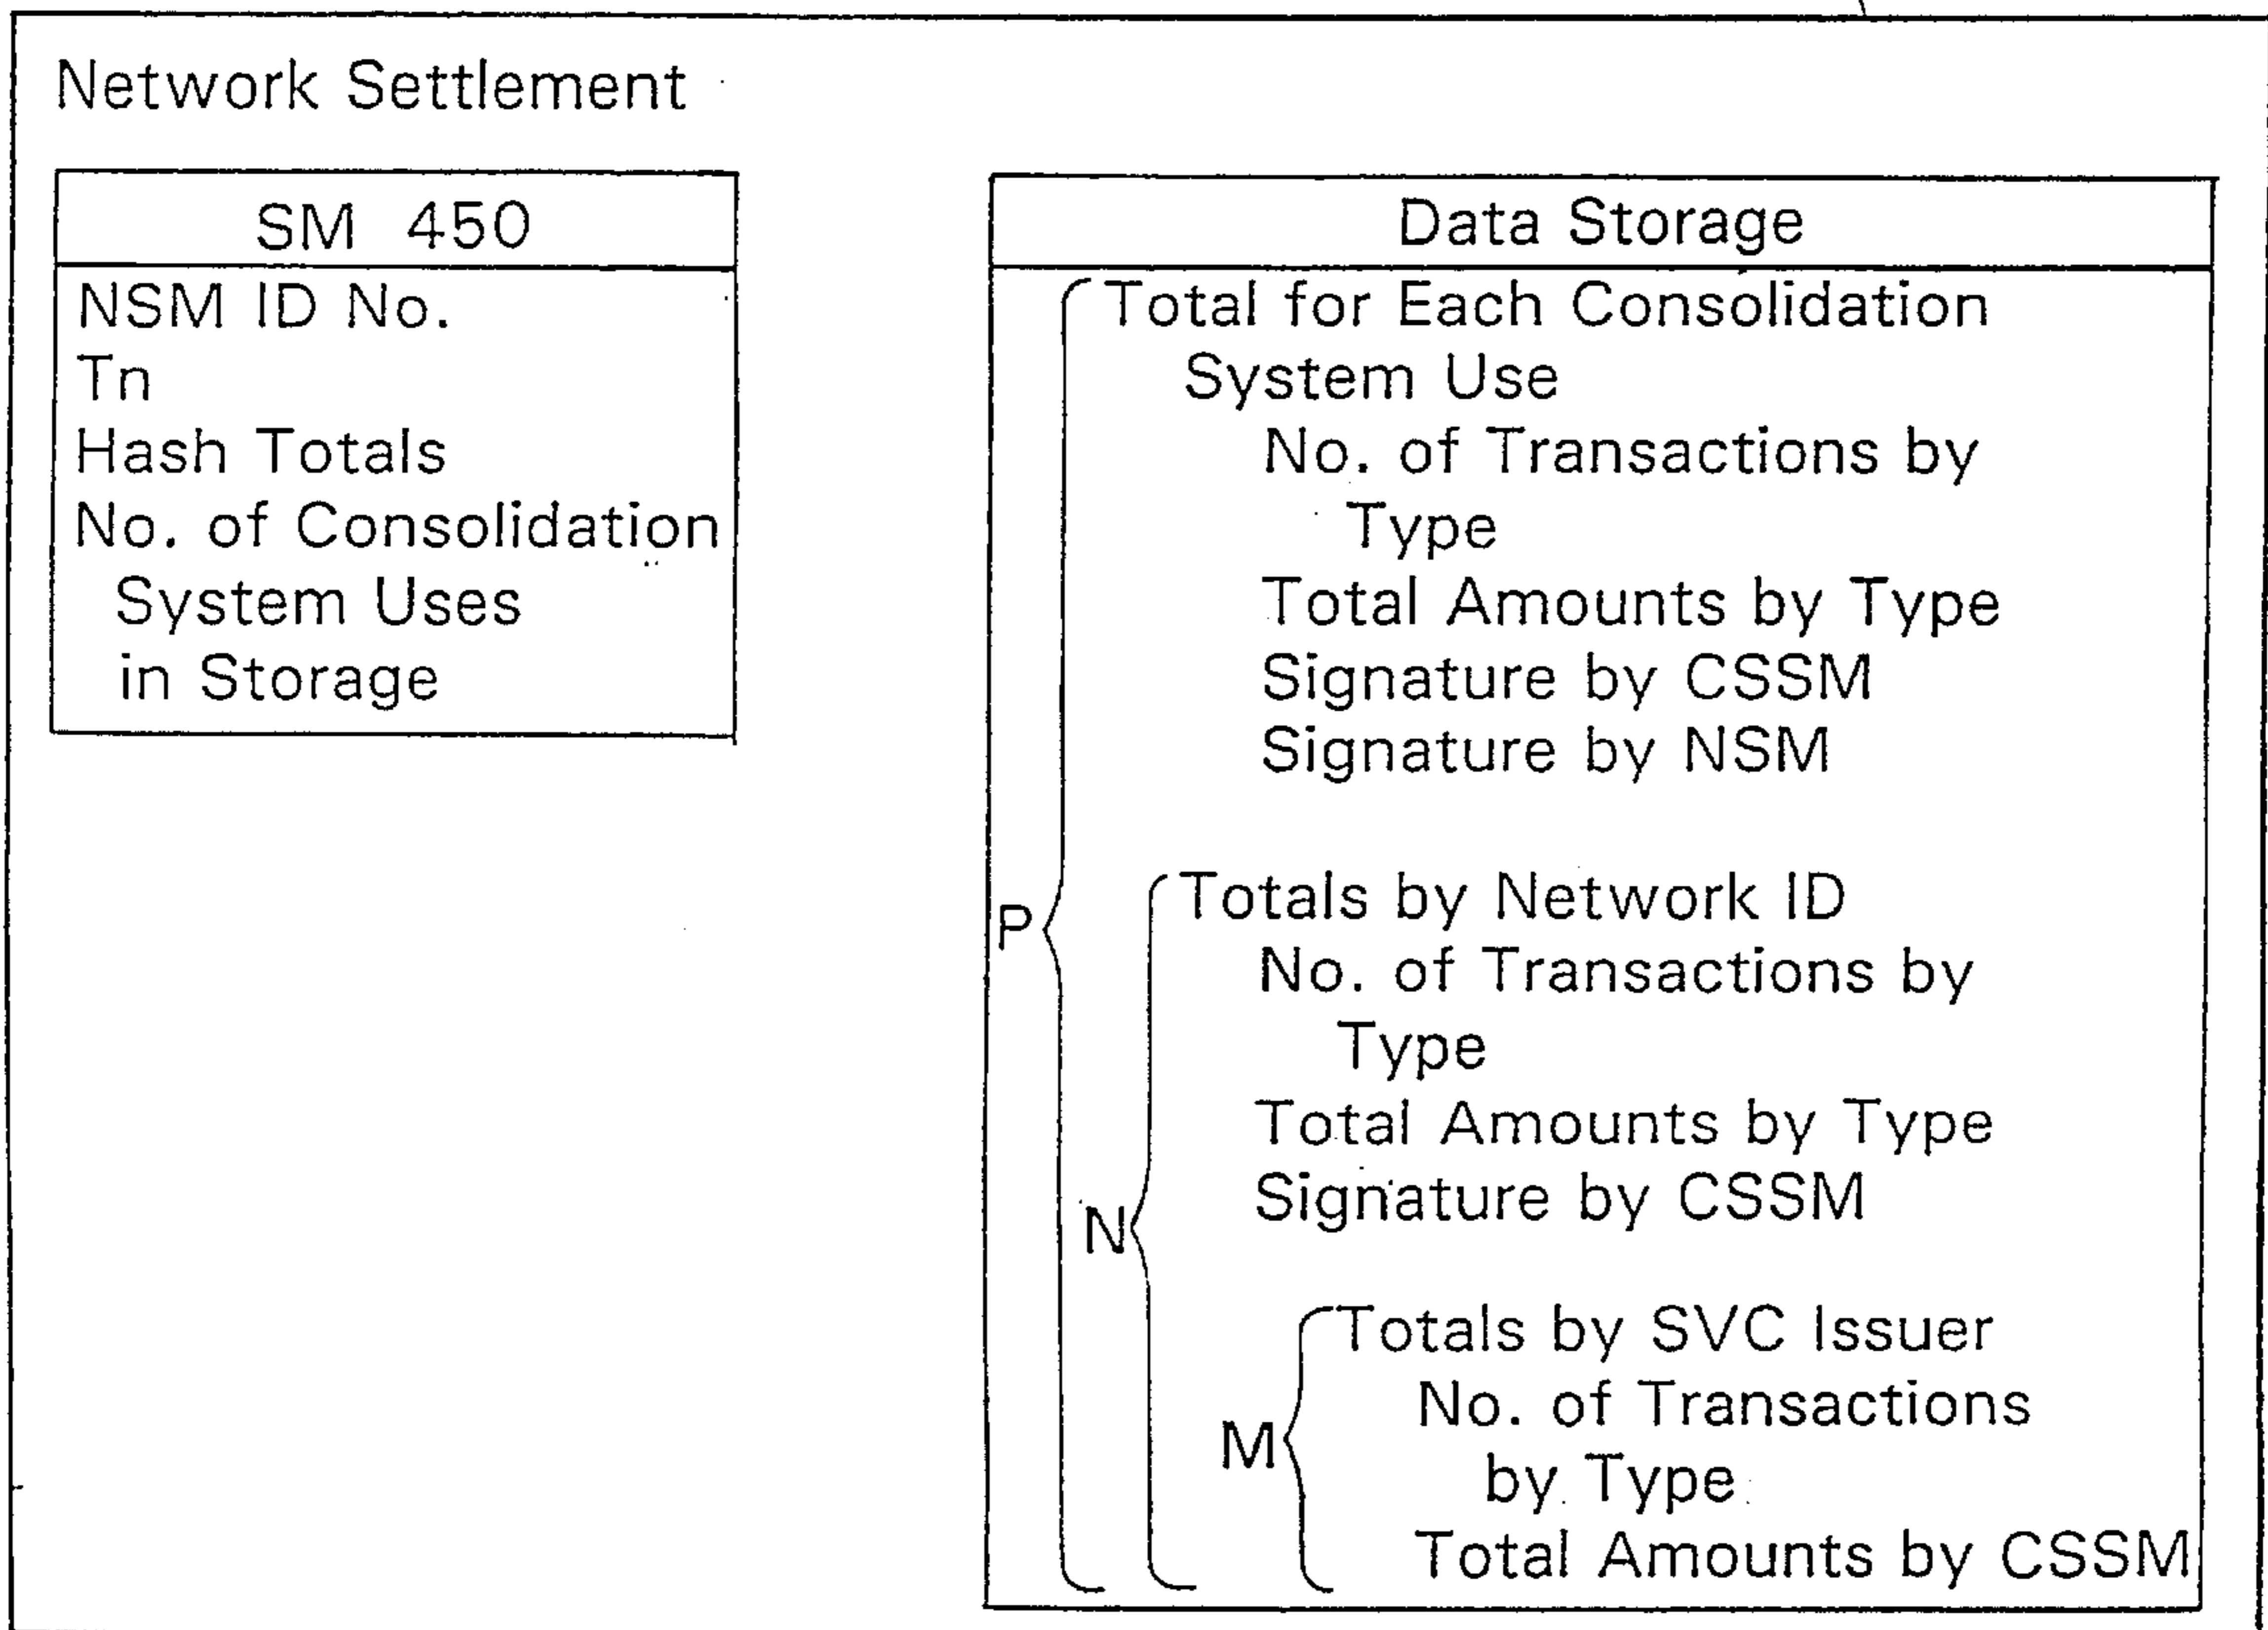 Network Settlement
SM 450
NSM ID No.
Tn
Hash Totals
No. of Consolidation
System Uses
in Storage
Data Storage
Total for Each Consolidation
System Use
No. of Transactions by
Type
Total Amounts by Type
Signature by CSSM
Signature by NSM
P
Totals by Network ID
No. of Transactions by
Type
Total Amounts by Type
Signature by CSSM
N
Totals by SVC Issuer
No. of Transactions
M
by Type
Total Amounts by CSSM